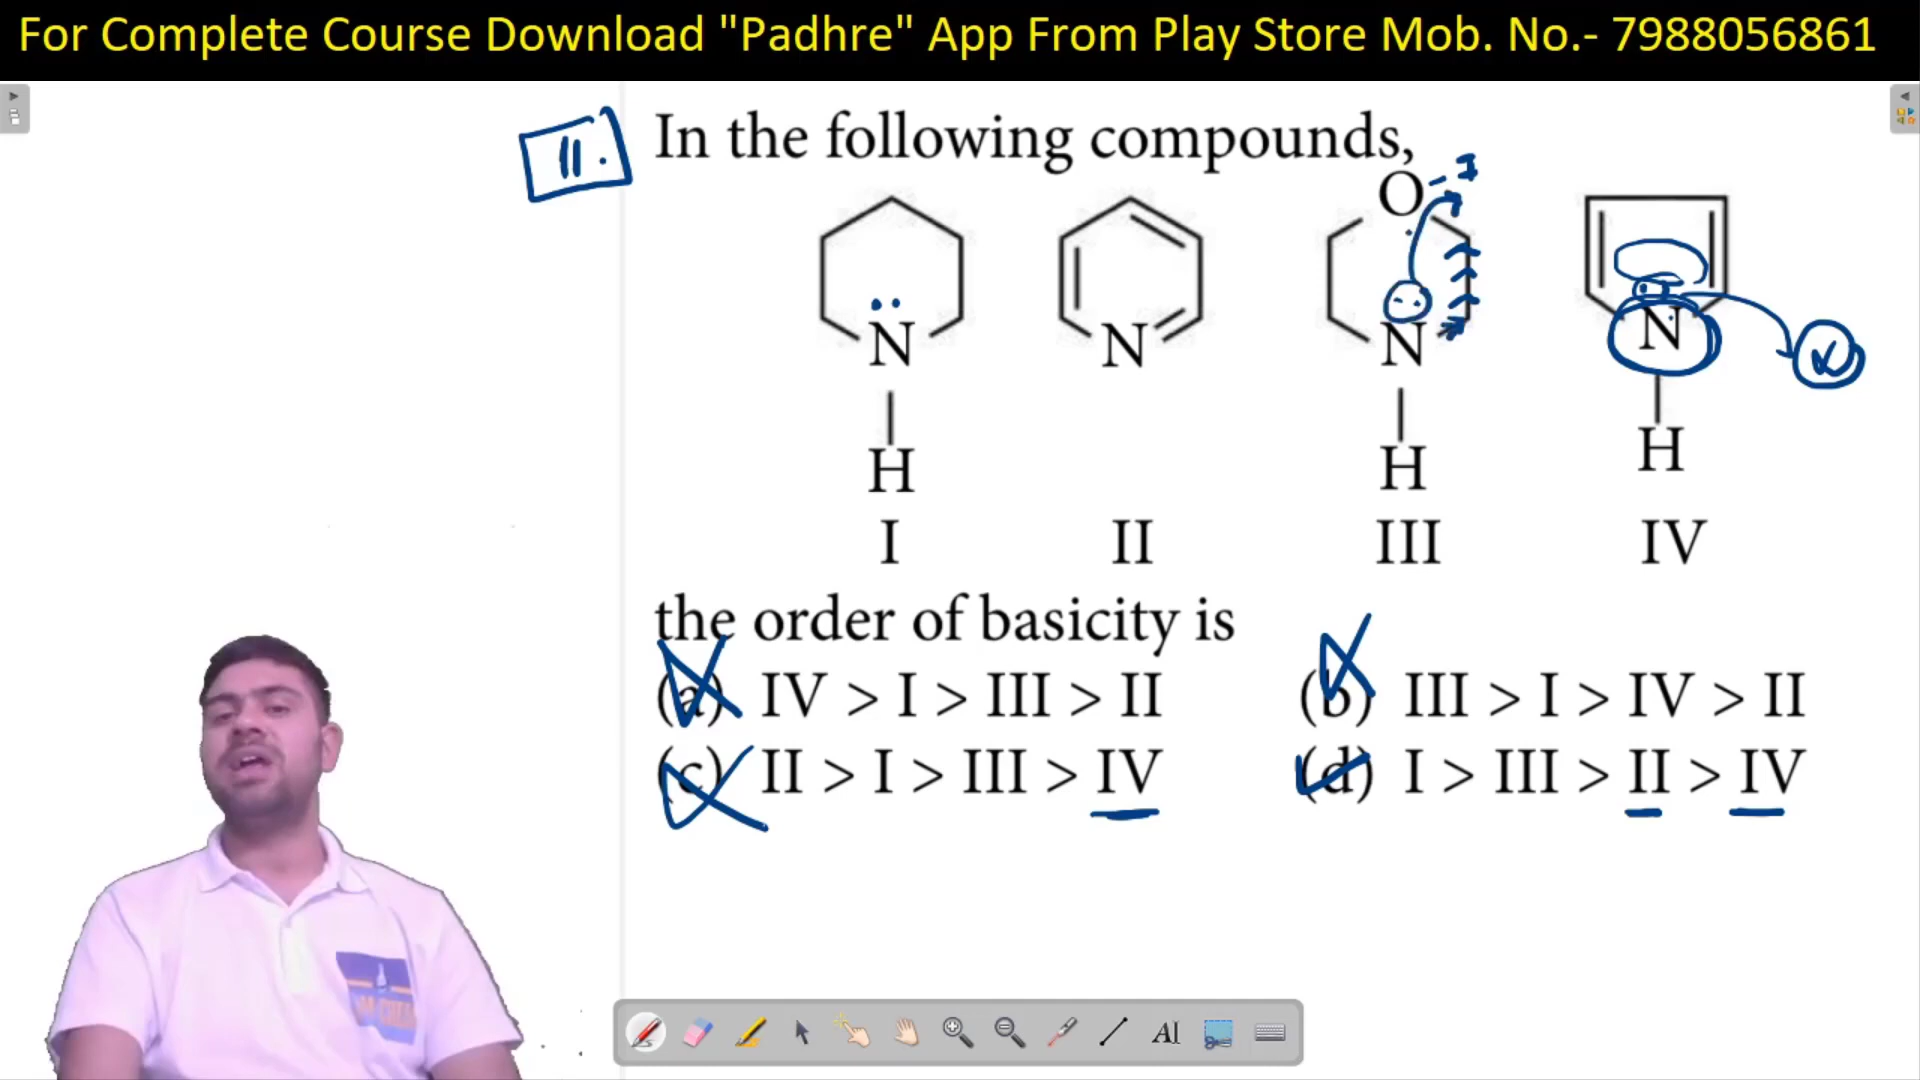 For Complete Course Download "Padhre" App From Play Store Mob. No.- 7988056861
11. In the following compounds,
O - I
N N N N
H H H
I II III IV
the order of basicity is
(a) IV > I > III > II (b) III > I > IV > II
(c) II > I > III > IV (d) I > III > II > IV
AI